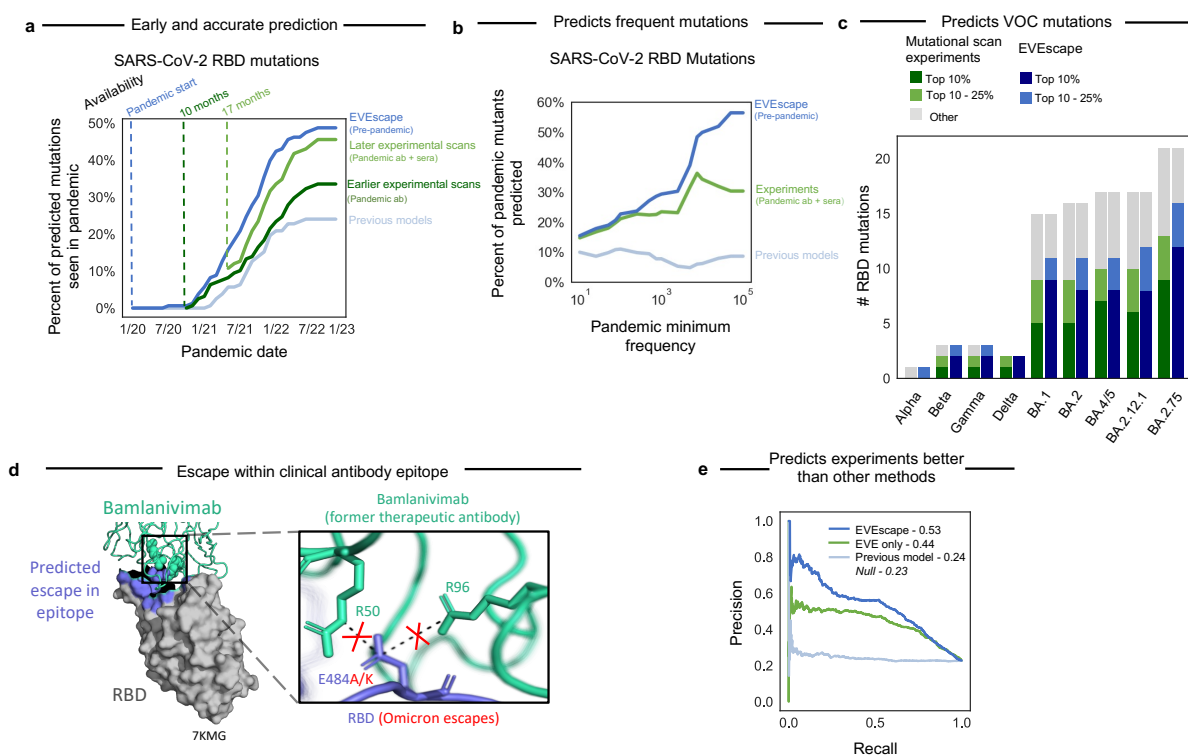 a
Early and accurate prediction
SARS-CoV-2 RBD mutations
Availability
Pandemic start
10 months
17 months
Percent of predicted mutations
seen in pandemic
50%
40%
30%
20%
10%
0%
1/20
7/20
1/21
7/21
1/22
7/22
1/23
Pandemic date
EVEscape
(Pre-pandemic)
Later experimental scans
(Pandemic ab + sera)
Earlier experimental scans
(Pandemic ab)
Previous models
b
Predicts frequent mutations
SARS-CoV-2 RBD Mutations
Percent of pandemic mutants
predicted
60%
50%
40%
30%
20%
10%
0%
10^1
10^3
10^5
Pandemic minimum
frequency
EVEscape
(Pre-pandemic)
Experiments
(Pandemic ab + sera)
Previous models
c
Predicts VOC mutations
Mutational scan
experiments
Top 10%
Top 10 - 25%
Other
EVEscape
Top 10%
Top 10 - 25%
# RBD mutations
20
15
10
5
0
Alpha
Beta
Gamma
Delta
BA.1
BA.2
BA.4/5
BA.2.12.1
BA.2.75
d
Escape within clinical antibody epitope
Bamlanivimab
Predicted
escape in
epitope
RBD
7KMG
Bamlanivimab
(former therapeutic antibody)
R50
R96
E484A/K
RBD (Omicron escapes)
e
Predicts experiments better
than other methods
EVEscape - 0.53
EVE only - 0.44
Previous model - 0.24
Null - 0.23
Precision
1.0
0.8
0.6
0.4
0.2
0.0
0.0
0.5
1.0
Recall